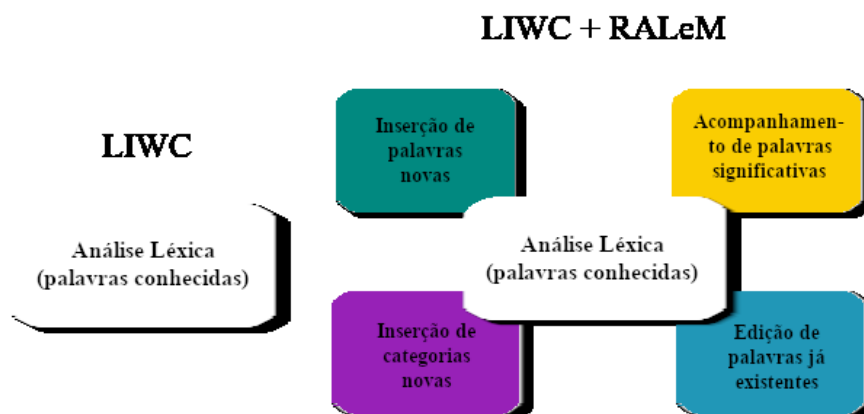 LIWC
Análise Léxica
(palavras conhecidas)
LIWC + RALeM
Inserção de
palavras
novas
Acompanhamen-
to de palavras
significativas
Análise Léxica
(palavras conhecidas)
Inserção de
categorias
novas
Edição de
palavras já
existentes